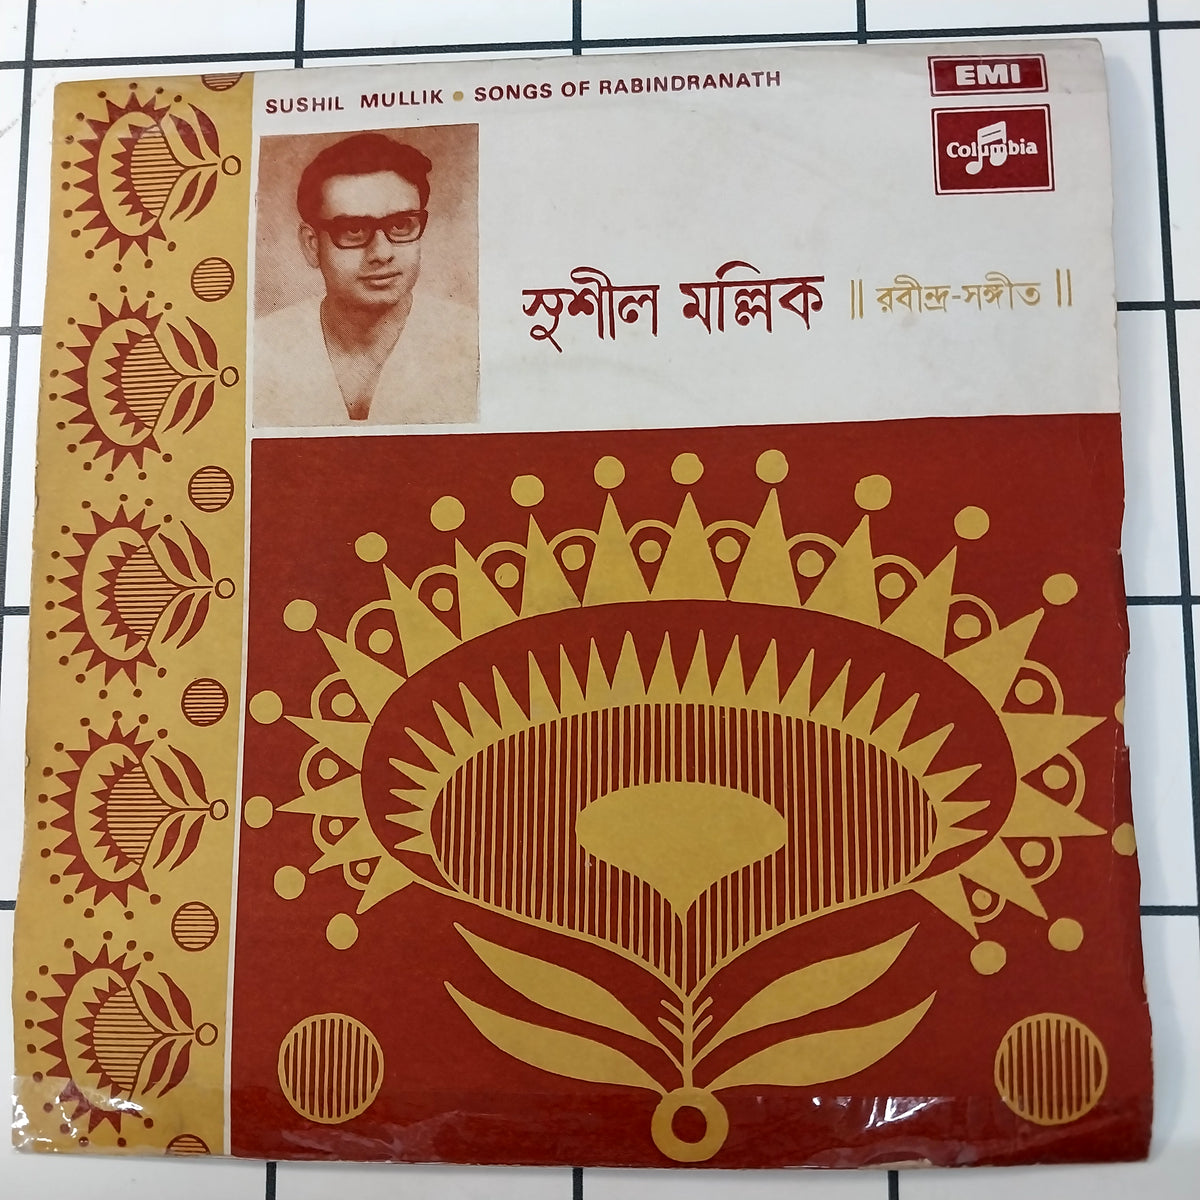 SUSHIL MULLIK • SONGS OF RABINDRANATH
EMI
Columbia
সুশীল মল্লিক || রবীন্দ্র-সঙ্গীত ||